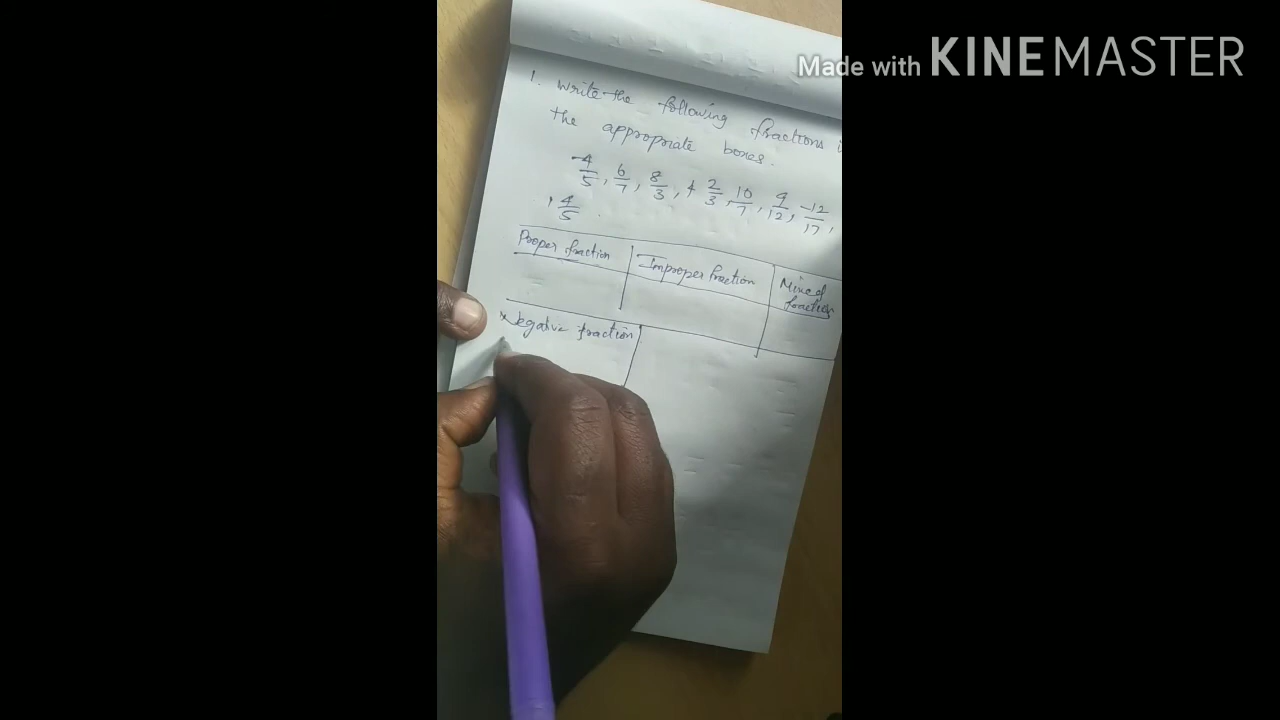 Made with KINEMASTER
1. Write the following fractions i
the appropriate boxes.
-4/5, 6/7, 8/3, 4 2/3, 10/7, 9/12, -12/17,
, 4/5
Proper fraction Improper fraction Mixed
fraction
Negative fraction